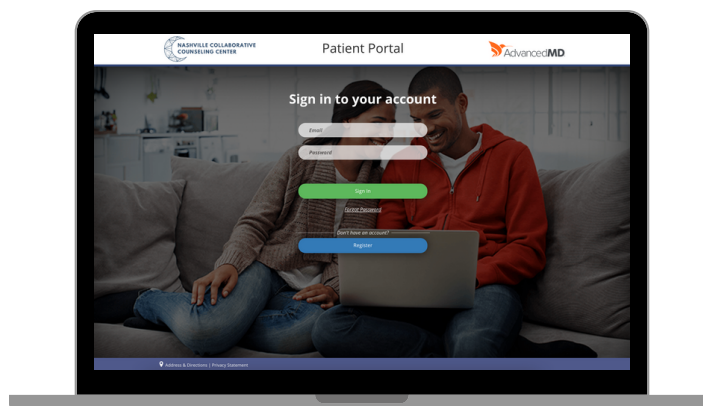 NASHVILLE COLLABORATIVE
COUNSELING CENTER
Patient Portal
AdvancedMD
Sign in to your account
Email
Password
Sign In
Forgot Password
Don't have an account?
Register
Address & Directions | Privacy Statement